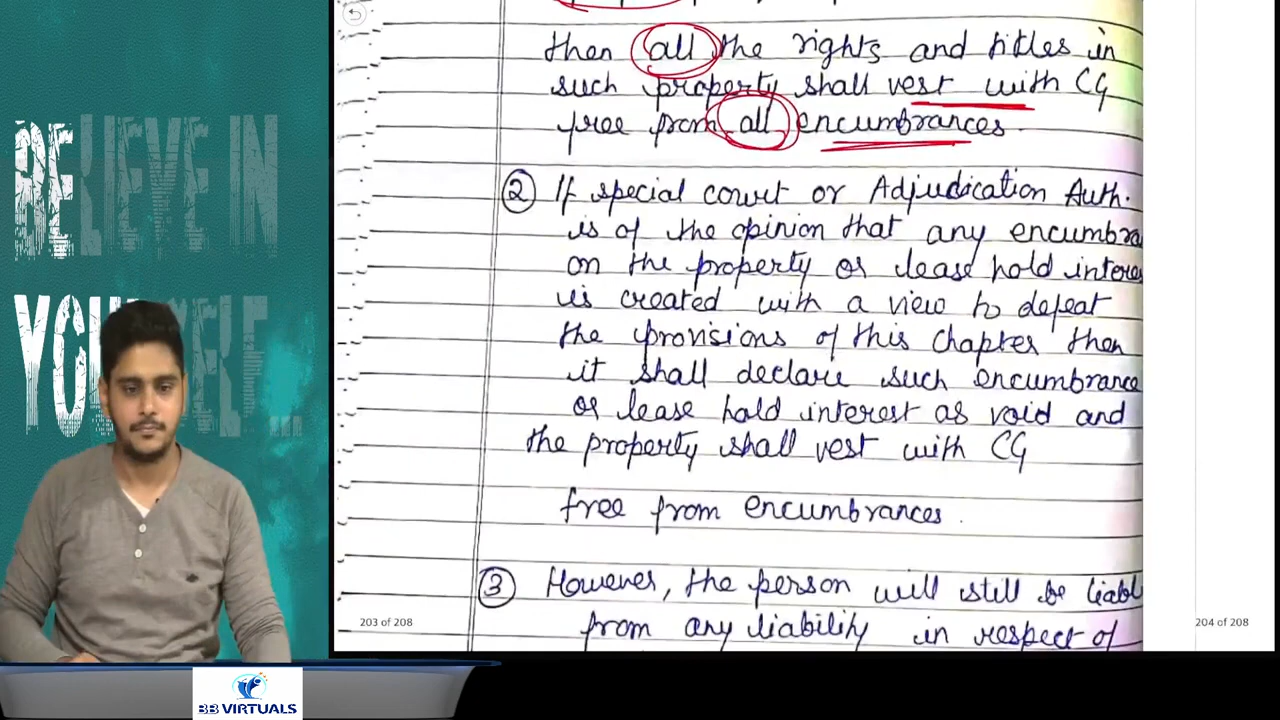 BELIEVE IN
YOURSELF...
then all the rights and titles in
such property shall vest with CG
free from all encumbrances.
② If special court or Adjudication Auth.
is of the opinion that any encumbra
on the property or lease hold interes
is created with a view to defeat
the provisions of this chapter then
it shall declare such encumbrance
or lease hold interest as void and
the property shall vest with CG
free from encumbrances.
③ However, the person will still be liabl
from any liability in respect of
203 of 208
204 of 208
BB VIRTUALS